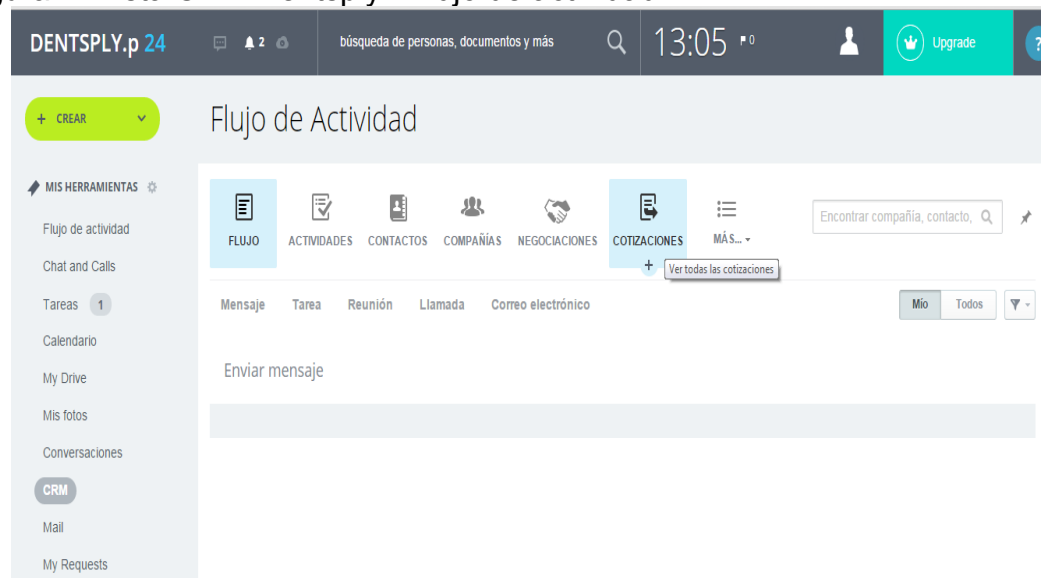 DENTSPLY.p 24
2
búsqueda de personas, documentos y más
13:05
0
Upgrade
?
+ CREAR
Flujo de Actividad
MIS HERRAMIENTAS
Flujo de actividad
Chat and Calls
Tareas 1
Calendario
My Drive
Mis fotos
Conversaciones
CRM
Mail
My Requests
FLUJO
ACTIVIDADES
CONTACTOS
COMPAÑÍAS
NEGOCIACIONES
COTIZACIONES
+
MÁS...
Ver todas las cotizaciones
Encontrar compañía, contacto,
Mensaje Tarea Reunión Llamada Correo electrónico
Mío Todos
Enviar mensaje